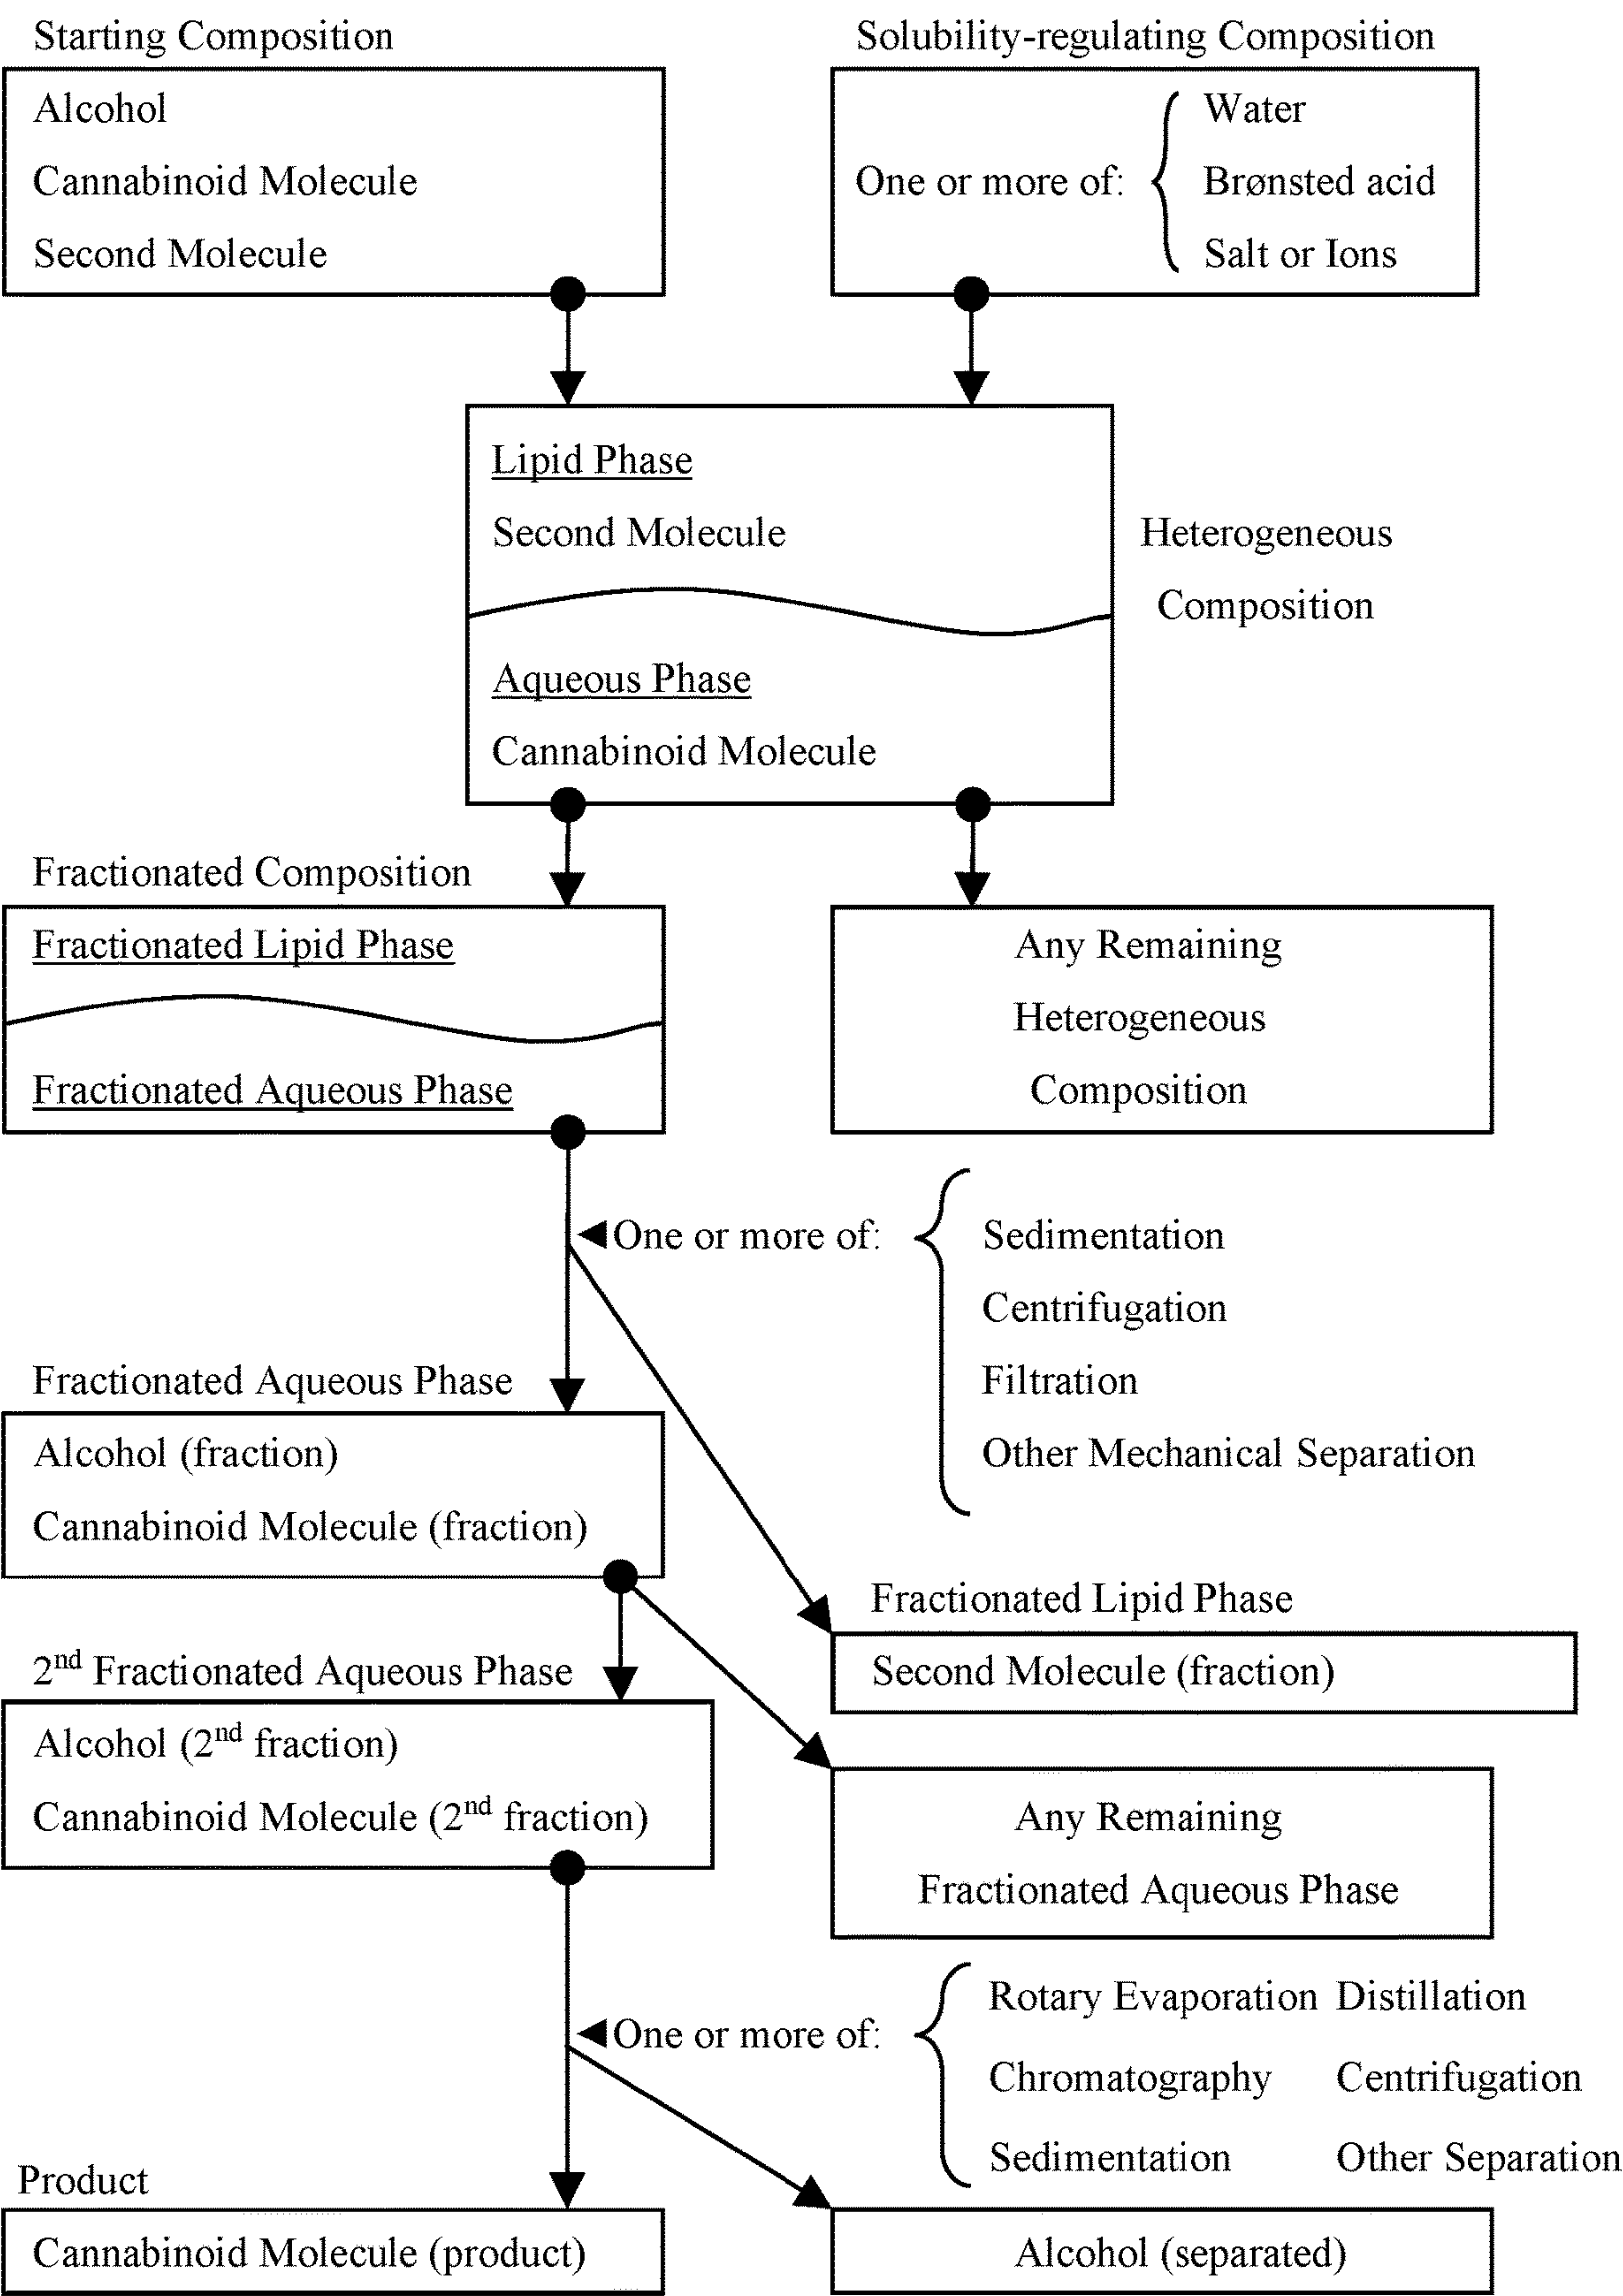 Starting Composition
Alcohol
Cannabinoid Molecule
Second Molecule
Solubility-regulating Composition
One or more of:
Water
Brønsted acid
Salt or Ions
Lipid Phase
Second Molecule
Aqueous Phase
Cannabinoid Molecule
Heterogeneous
Composition
Fractionated Composition
Fractionated Lipid Phase
Fractionated Aqueous Phase
Any Remaining
Heterogeneous
Composition
One or more of:
Sedimentation
Centrifugation
Filtration
Other Mechanical Separation
Fractionated Aqueous Phase
Alcohol (fraction)
Cannabinoid Molecule (fraction)
Fractionated Lipid Phase
Second Molecule (fraction)
2nd Fractionated Aqueous Phase
Alcohol (2nd fraction)
Cannabinoid Molecule (2nd fraction)
Any Remaining
Fractionated Aqueous Phase
One or more of:
Rotary Evaporation Distillation
Chromatography Centrifugation
Sedimentation Other Separation
Product
Cannabinoid Molecule (product)
Alcohol (separated)